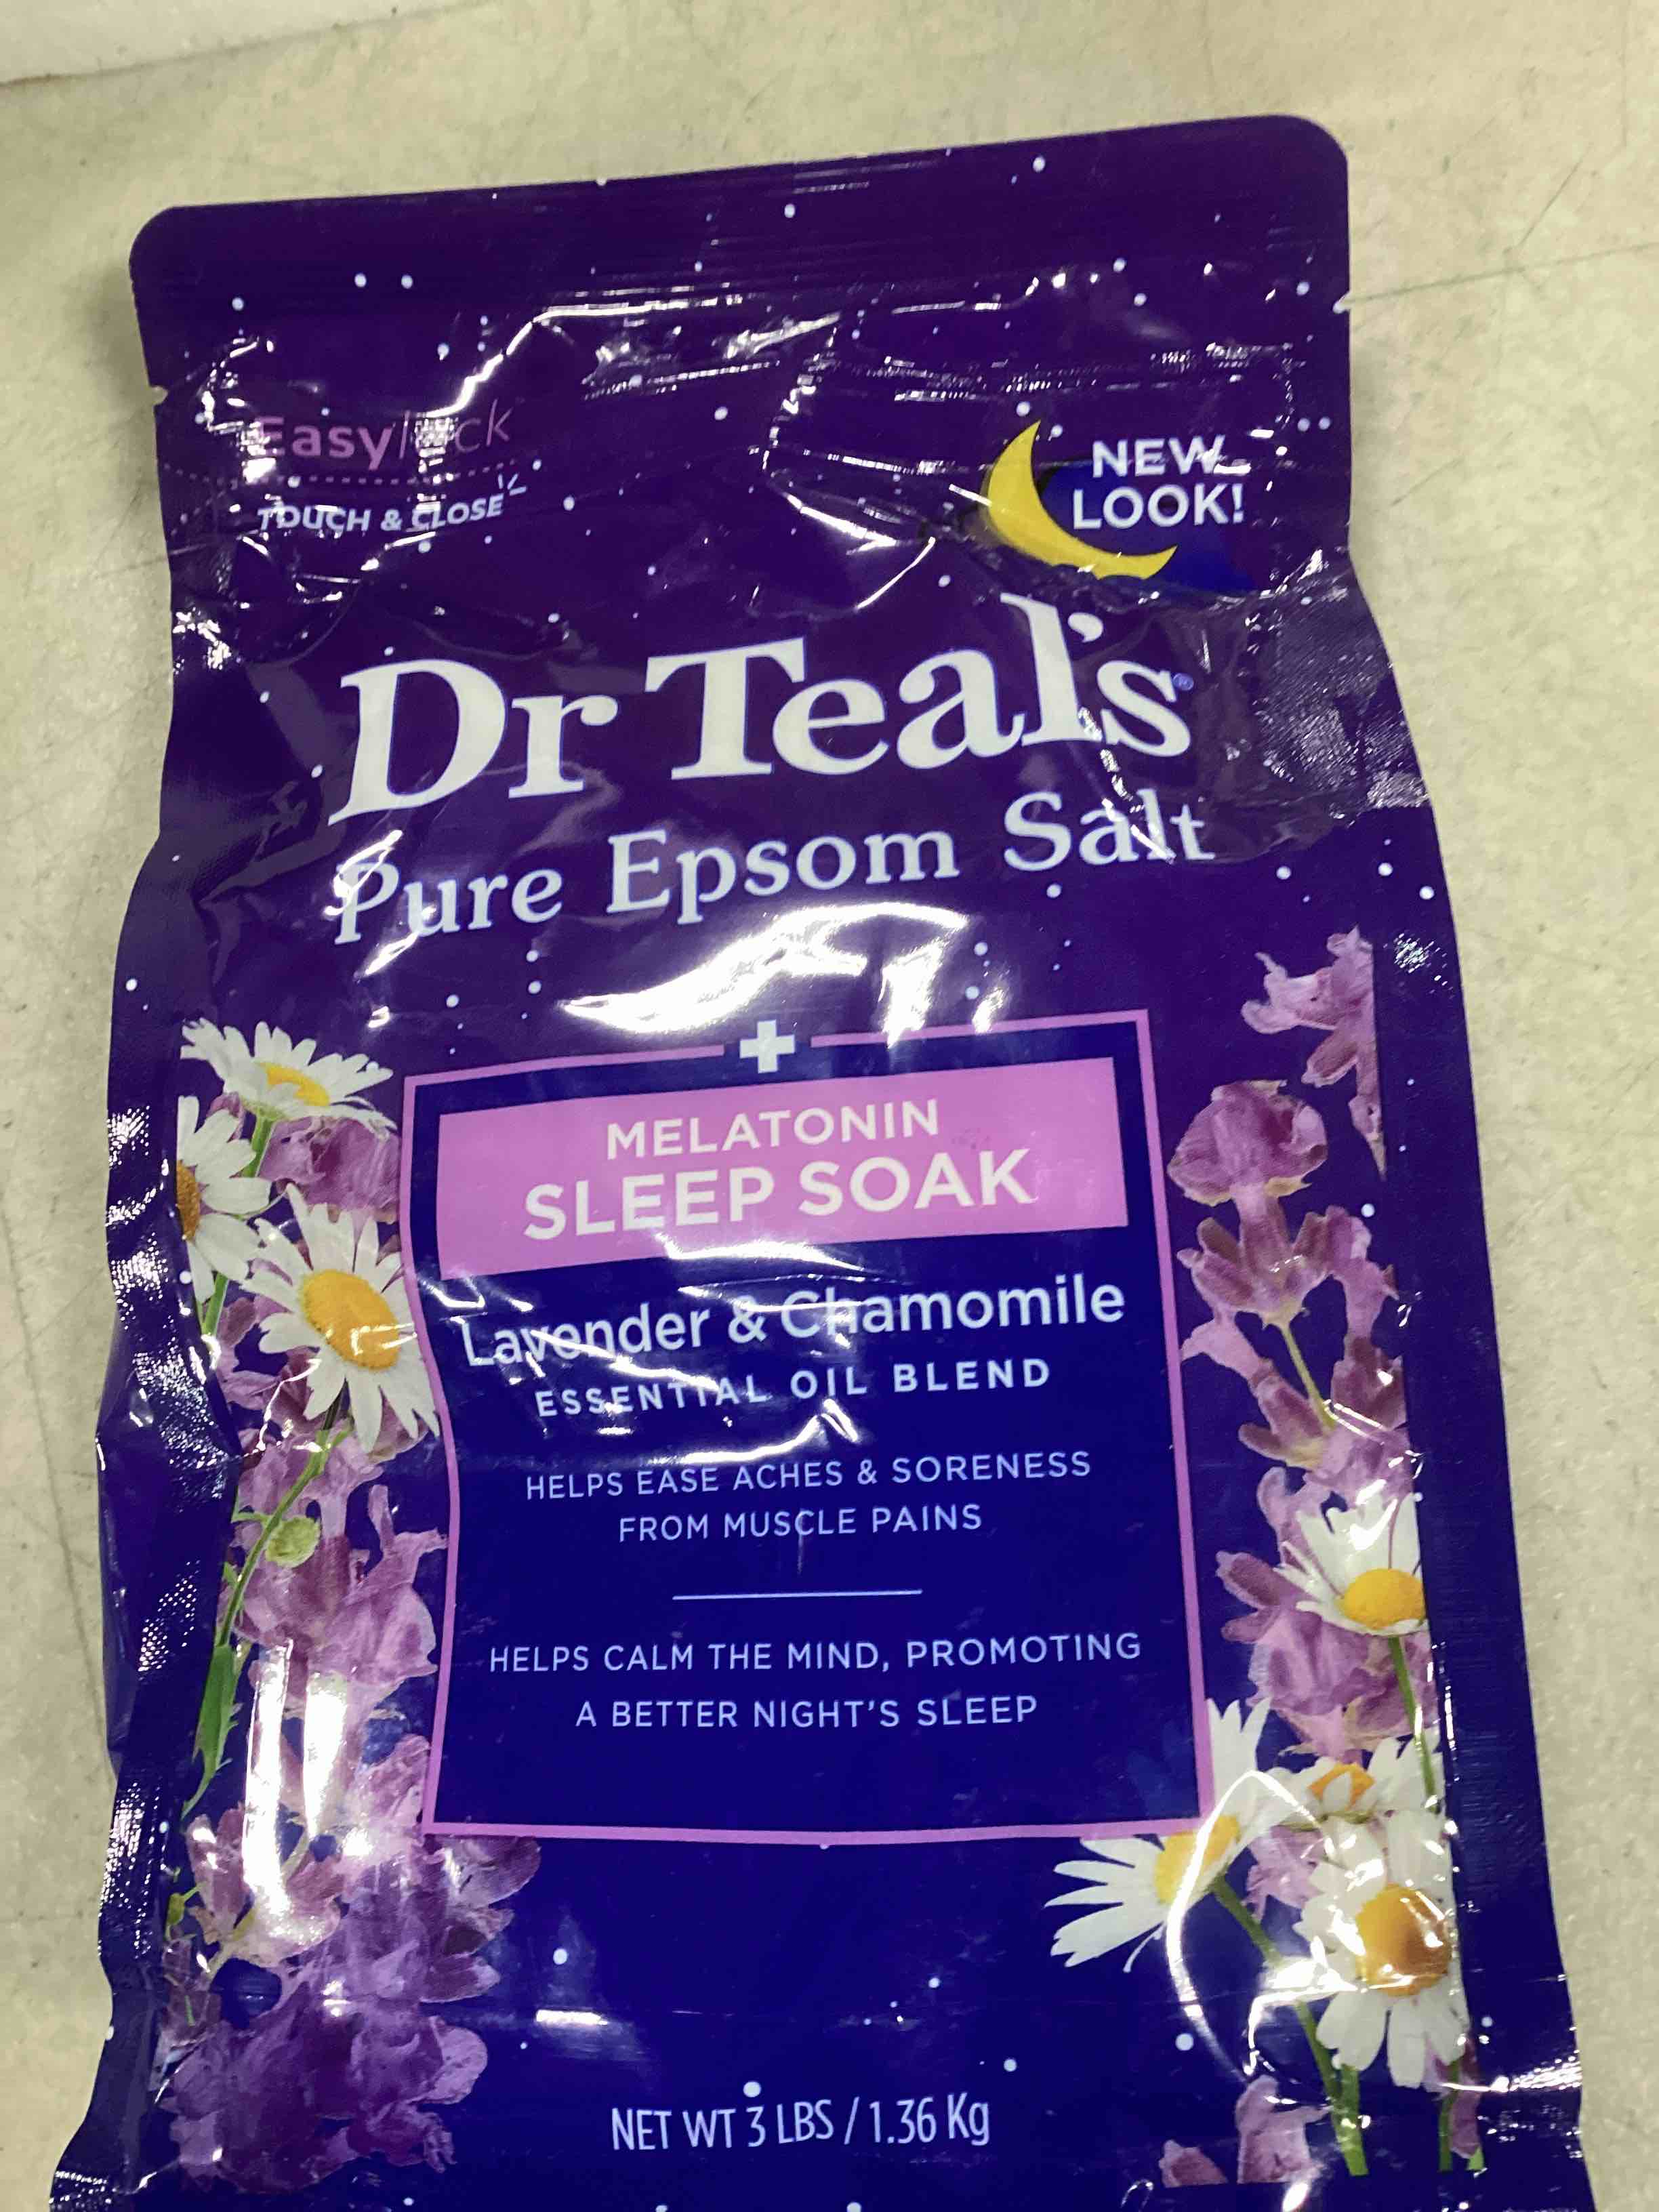 Easylock
TOUCH & CLOSE
NEW
LOOK!
Dr Teal's®
Pure Epsom Salt
+
MELATONIN
SLEEP SOAK
Lavender & Chamomile
ESSENTIAL OIL BLEND
HELPS EASE ACHES & SORENESS
FROM MUSCLE PAINS
HELPS CALM THE MIND, PROMOTING
A BETTER NIGHT'S SLEEP
NET WT 3 LBS / 1.36 Kg